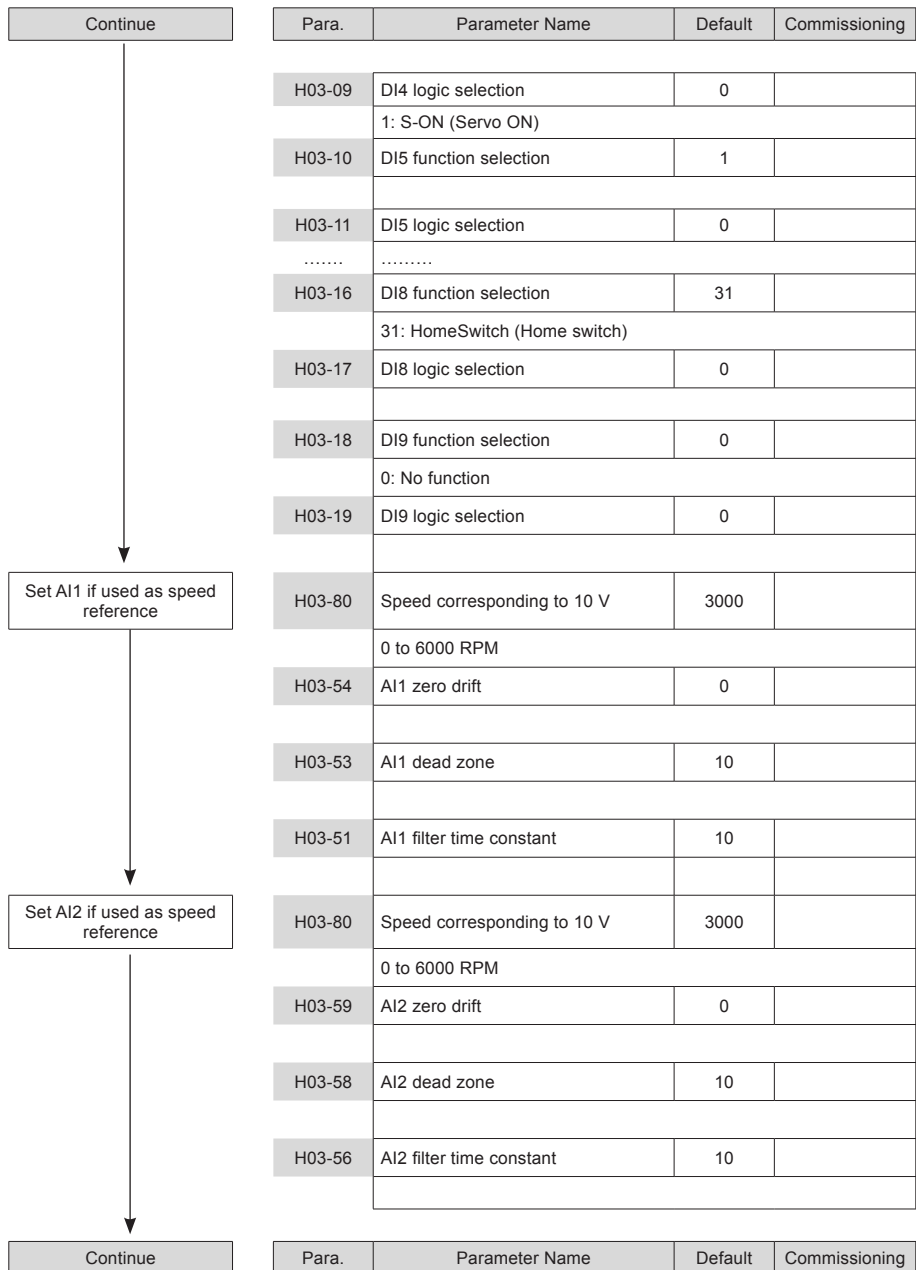 Continue
Para. Parameter Name Default Commissioning
H03-09 DI4 logic selection 0
1: S-ON (Servo ON)
H03-10 DI5 function selection 1
H03-11 DI5 logic selection 0
....... .........
H03-16 DI8 function selection 31
31: HomeSwitch (Home switch)
H03-17 DI8 logic selection 0
H03-18 DI9 function selection 0
0: No function
H03-19 DI9 logic selection 0
Set AI1 if used as speed
reference
H03-80 Speed corresponding to 10 V 3000
0 to 6000 RPM
H03-54 AI1 zero drift 0
H03-53 AI1 dead zone 10
H03-51 AI1 filter time constant 10
Set AI2 if used as speed
reference
H03-80 Speed corresponding to 10 V 3000
0 to 6000 RPM
H03-59 AI2 zero drift 0
H03-58 AI2 dead zone 10
H03-56 AI2 filter time constant 10
Continue
Para. Parameter Name Default Commissioning